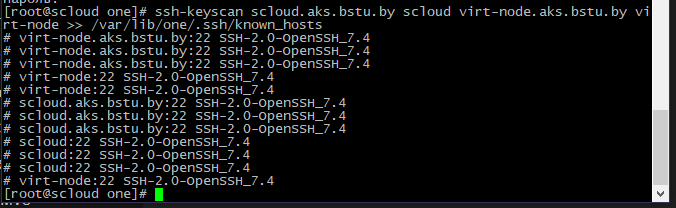 пароль:
[root@scloud one]# ssh-keyscan scloud.aks.bstu.by scloud virt-node.aks.bstu.by vi
rt-node >> /var/lib/one/.ssh/known_hosts
# virt-node.aks.bstu.by:22 SSH-2.0-OpenSSH_7.4
# virt-node.aks.bstu.by:22 SSH-2.0-OpenSSH_7.4
# virt-node.aks.bstu.by:22 SSH-2.0-OpenSSH_7.4
# virt-node:22 SSH-2.0-OpenSSH_7.4
# virt-node:22 SSH-2.0-OpenSSH_7.4
# scloud.aks.bstu.by:22 SSH-2.0-OpenSSH_7.4
# scloud.aks.bstu.by:22 SSH-2.0-OpenSSH_7.4
# scloud.aks.bstu.by:22 SSH-2.0-OpenSSH_7.4
# scloud:22 SSH-2.0-OpenSSH_7.4
# scloud:22 SSH-2.0-OpenSSH_7.4
# scloud:22 SSH-2.0-OpenSSH_7.4
# virt-node:22 SSH-2.0-OpenSSH_7.4
[root@scloud one]#